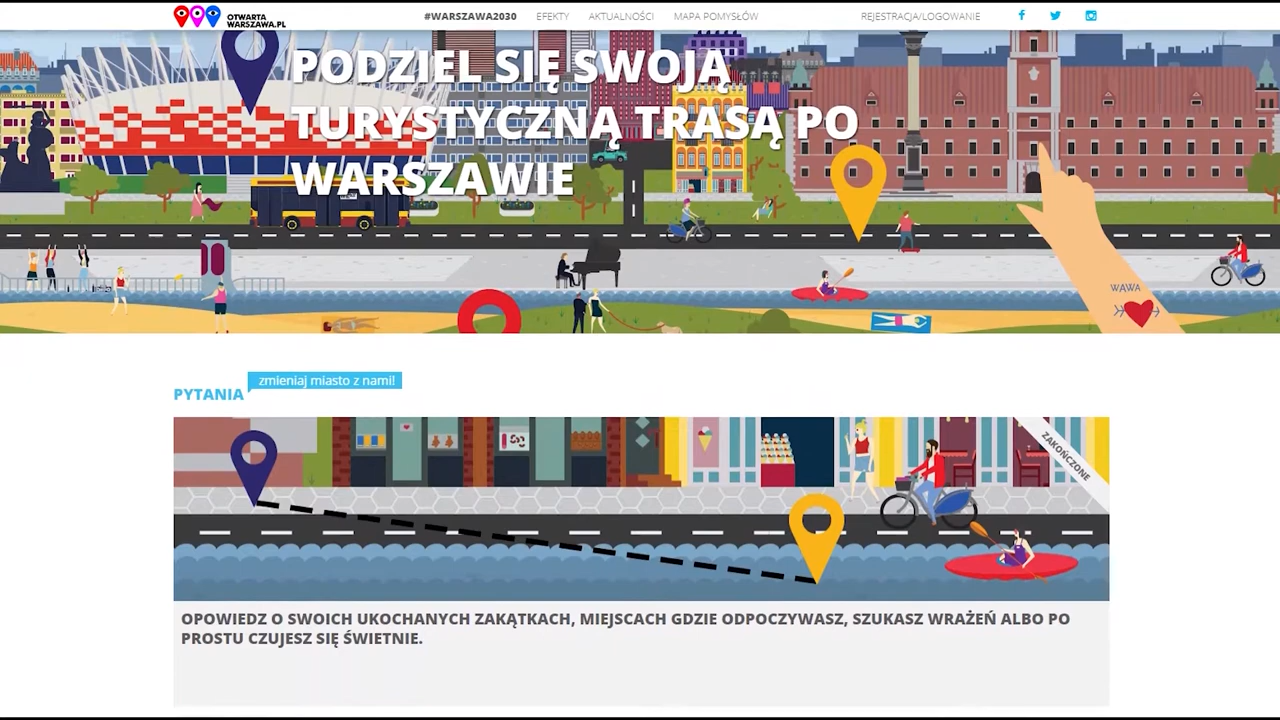 OTWARTA
WARSZAWA.PL
#WARSZAWA2030 EFEKTY AKTUALNOŚCI MAPA POMYSŁÓW REJESTRACJA/LOGOWANIE
PODZIEL SIĘ SWOJĄ
TURYSTYCZNĄ TRASĄ PO
WARSZAWIE
WAWA
zmieniaj miasto z nami!
PYTANIA
ZAKOŃCZONE
OPOWIEDZ O SWOICH UKOCHANYCH ZAKĄTKACH, MIEJSCACH GDZIE ODPOCZYWASZ, SZUKASZ WRAŻEŃ ALBO PO
PROSTU CZUJESZ SIĘ ŚWIETNIE.